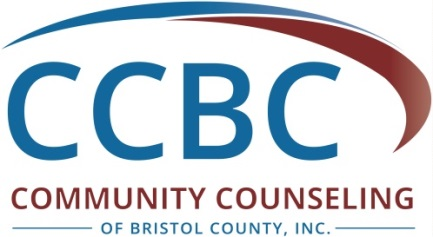 CCBC
COMMUNITY COUNSELING
OF BRISTOL COUNTY, INC.